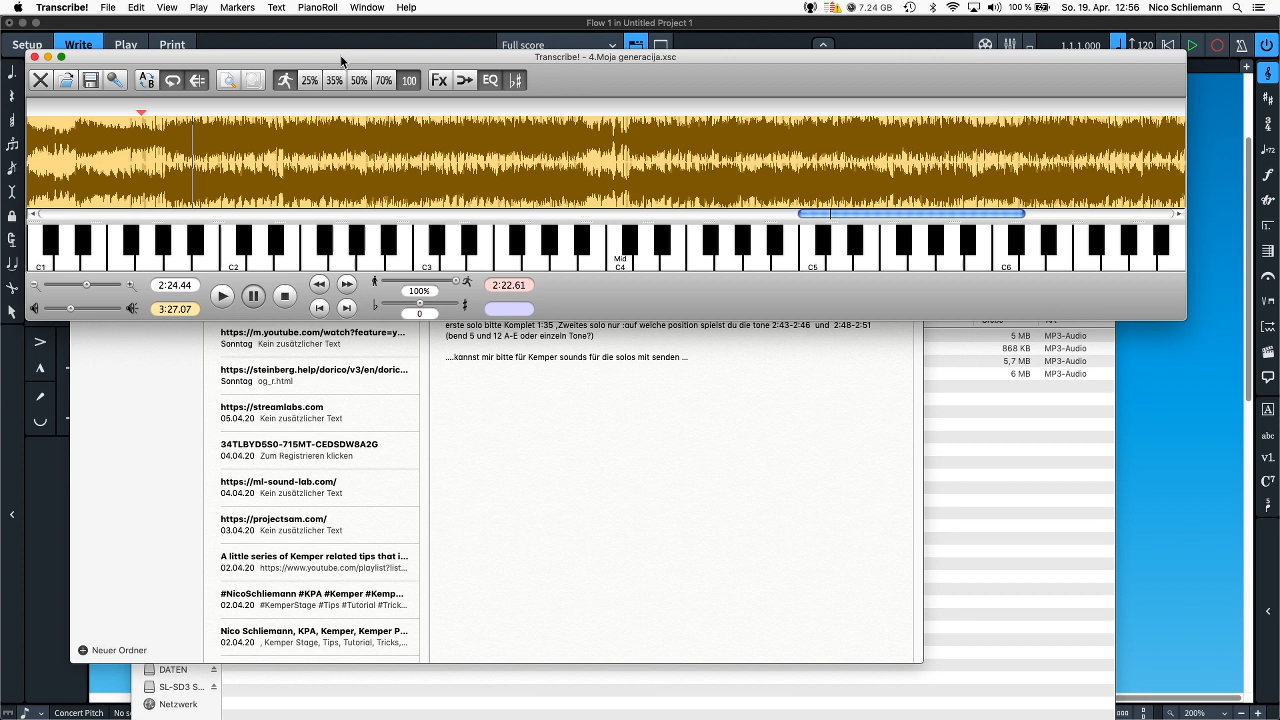 Transcribe! File Edit View Play Markers Text PianoRoll Window Help 7.24 GB 100 % So. 19. Apr. 12:56 Nico Schliemann
Flow 1 in Untitled Project 1
Setup Write Play Print Full score 1.1.1.000 120
Transcribe! - 4.Moja generacija.xsc
A B 25% 35% 50% 70% 100 Fx EQ
C1 C2 C3 Mid C4 C5 C6
2:24.44 100% 2:22.61
3:27.07 0
erste solo bitte Komplet 1:35 ,Zweites solo nur :auf welche position spielst du die tone 2:43-2:46 und 2:48-2:51
(bend 5 und 12 A-E oder einzeln Tone?)
....kannst mir bitte für Kemper sounds für die solos mit senden ...
https://m.youtube.com/watch?feature=y...
Sonntag Kein zusätzlicher Text
https://steinberg.help/dorico/v3/en/doric...
Sonntag og_r.html
https://streamlabs.com
05.04.20 Kein zusätzlicher Text
34TLBYD5S0-715MT-CEDSDW8A2G
04.04.20 Zum Registrieren klicken
https://ml-sound-lab.com/
04.04.20 Kein zusätzlicher Text
https://projectsam.com/
03.04.20 Kein zusätzlicher Text
A little series of Kemper related tips that i...
02.04.20 https://www.youtube.com/playlist?list...
#NicoSchliemann #KPA #Kemper #Kemp...
02.04.20 #KemperStage #Tips #Tutorial #Trick...
Nico Schliemann, KPA, Kemper, Kemper P...
02.04.20 , Kemper Stage, Tips, Tutorial, Tricks,...
Neuer Ordner
5 MB MP3-Audio
868 KB MP3-Audio
5,7 MB MP3-Audio
6 MB MP3-Audio
DATEN
SL-SD3 S...
Netzwerk
abc
v1.
C7
Concert Pitch 200%